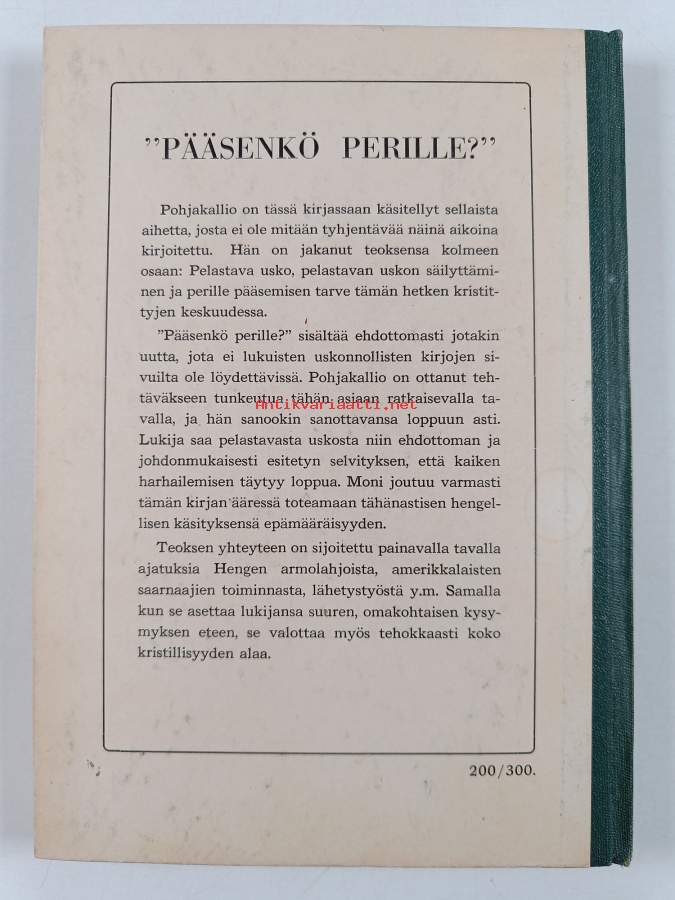 "PÄÄSENKÖ PERILLE?"
Pohjakallio on tässä kirjassaan käsitellyt sellaista
aihetta, josta ei ole mitään tyhjentävää näinä aikoina
kirjoitettu. Hän on jakanut teoksensa kolmeen
osaan: Pelastava usko, pelastavan uskon säilyttämi-
nen ja perille pääsemisen tarve tämän hetken kristit-
tyjen keskuudessa.
"Pääsenkö perille?" sisältää ehdottomasti jotakin
uutta, jota ei lukuisten uskonnollisten kirjojen si-
vuilta ole löydettävissä. Pohjakallio on ottanut teh-
täväkseen tunkeutua tähän asiaan ratkaisevalla ta-
Antikvariaatti.net
valla, ja hän sanookin sanottavansa loppuun asti.
Lukija saa pelastavasta uskosta niin ehdottoman ja
johdonmukaisesti esitetyn selvityksen, että kaiken
harhailemisen täytyy loppua. Moni joutuu varmasti
tämän kirjan ääressä toteamaan tähänastisen hengel-
lisen käsityksensä epämääräisyyden.
Teoksen yhteyteen on sijoitettu painavalla tavalla
ajatuksia Hengen armolahjoista, amerikkalaisten
saarnaajien toiminnasta, lähetystyöstä y.m. Samalla
kun se asettaa lukijansa suuren, omakohtaisen kysy-
myksen eteen, se valottaa myös tehokkaasti koko
kristillisyyden alaa.
200/300.